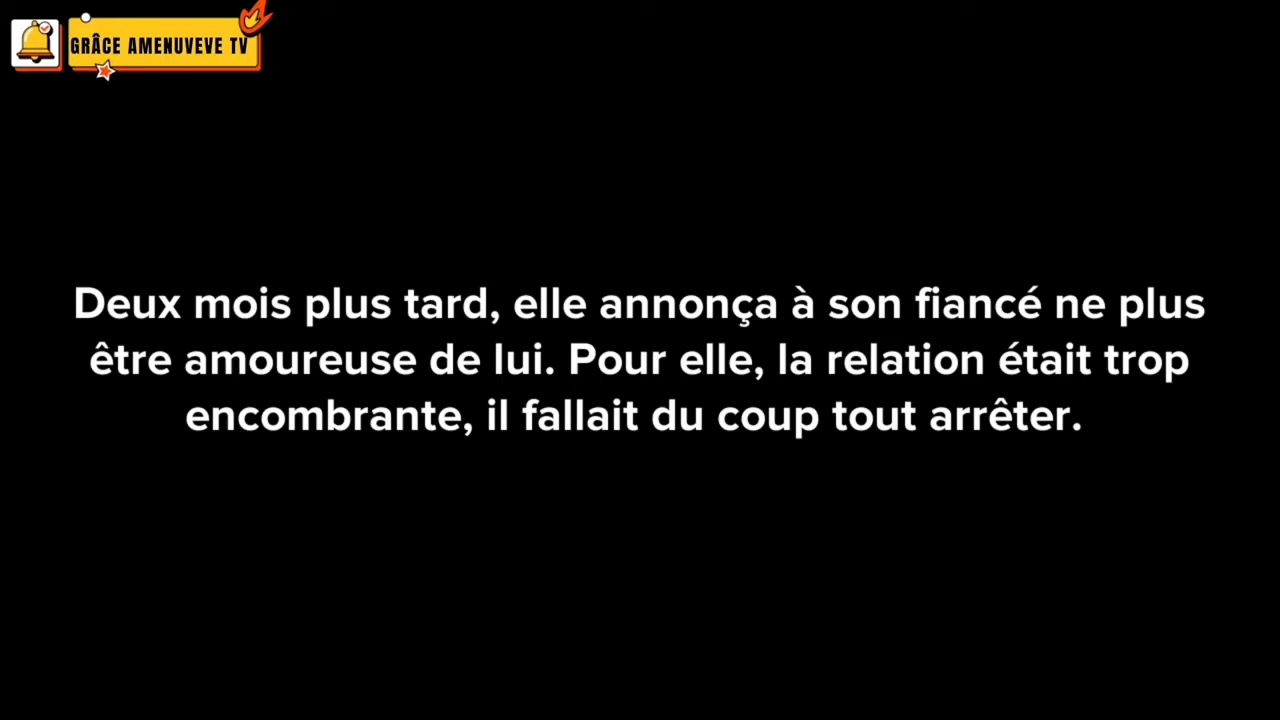 GRÂCE AMENUVEVE TV
Deux mois plus tard, elle annonça à son fiancé ne plus
être amoureuse de lui. Pour elle, la relation était trop
encombrante, il fallait du coup tout arrêter.